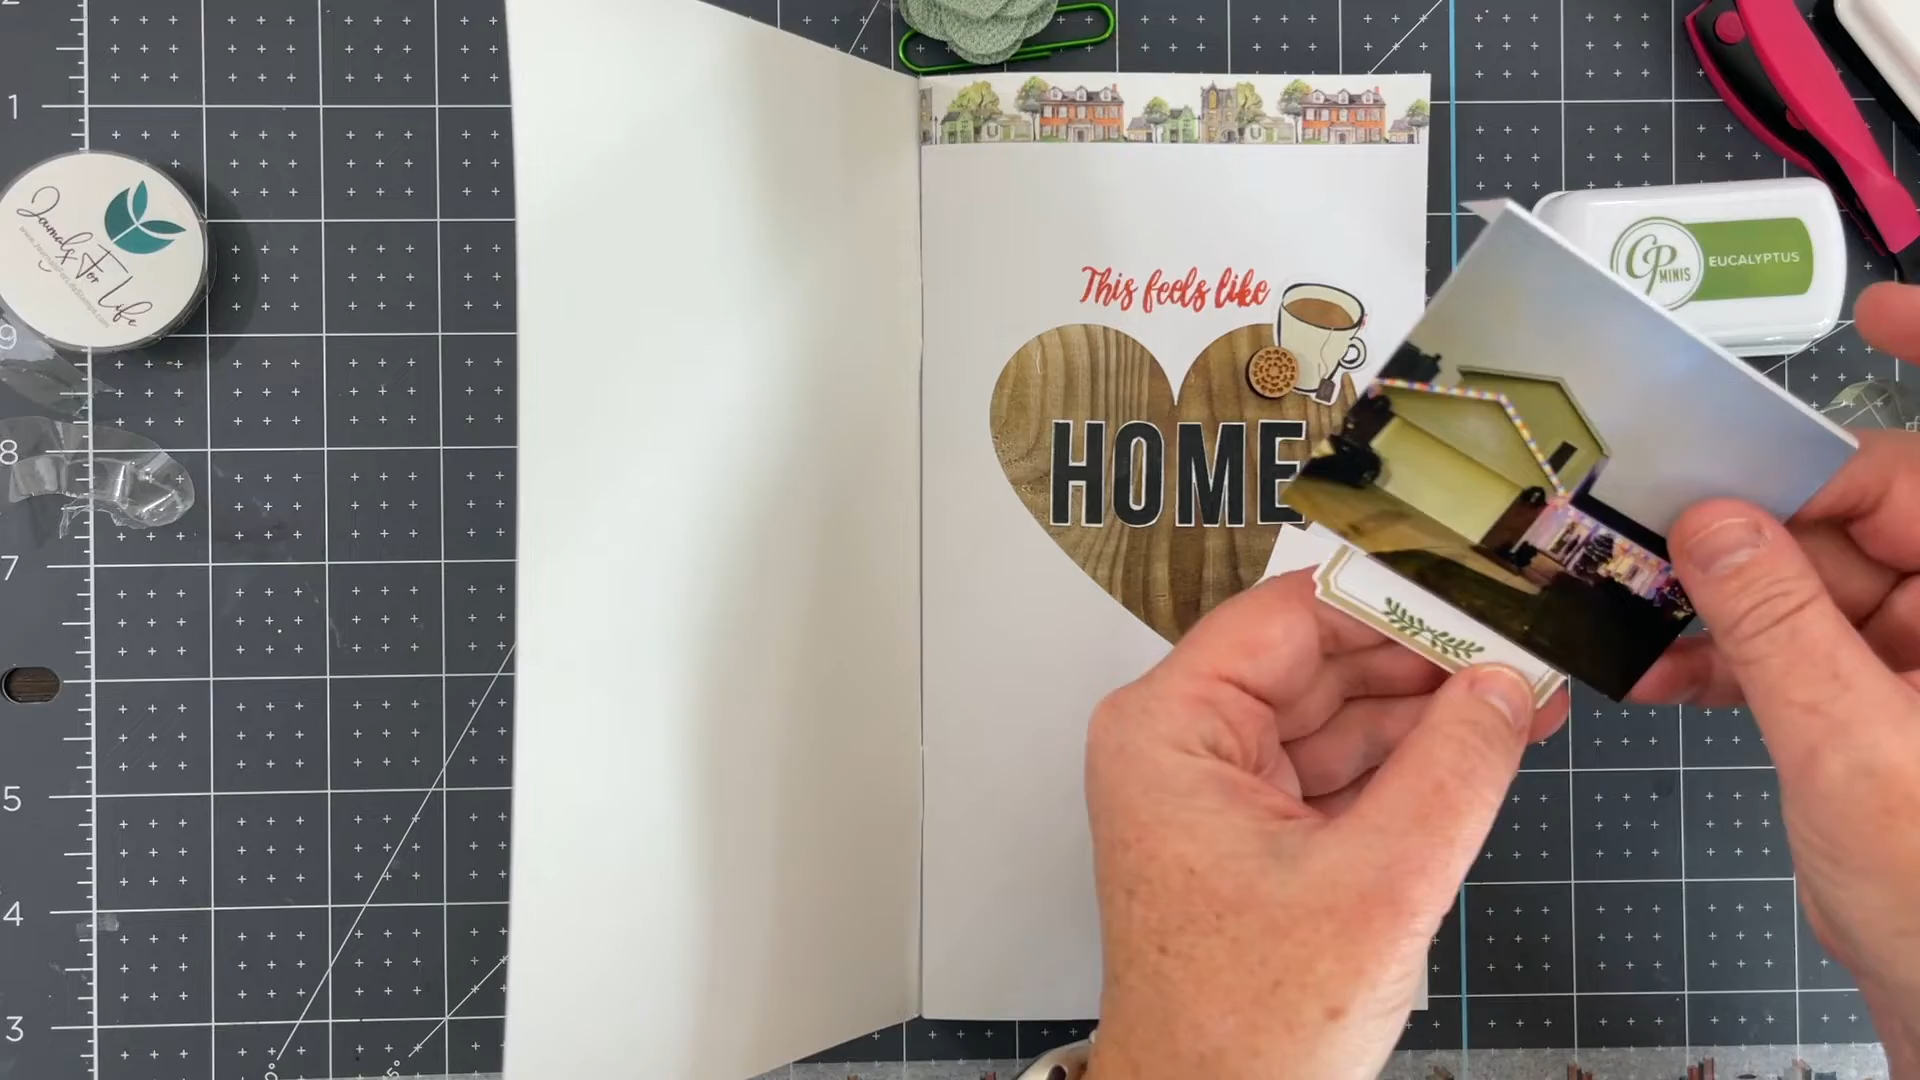 1
9
8
7
5
4
3
Journals
For Life
CP
MINIS
EUCALYPTUS
This feels like
HOME